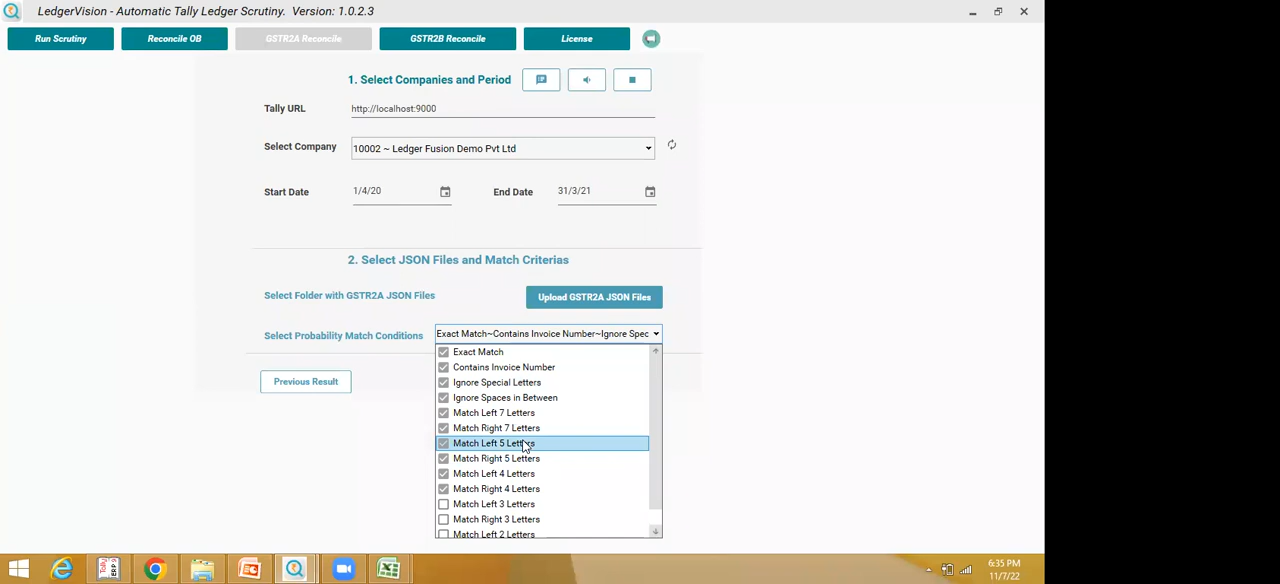 LedgerVision - Automatic Tally Ledger Scrutiny. Version: 1.0.2.3
Run Scrutiny Reconcile OB GSTR2A Reconcile GSTR2B Reconcile License
1. Select Companies and Period
Tally URL http://localhost:9000
Select Company 10002 ~ Ledger Fusion Demo Pvt Ltd
Start Date 1/4/20 End Date 31/3/21
2. Select JSON Files and Match Criterias
Select Folder with GSTR2A JSON Files Upload GSTR2A JSON Files
Select Probability Match Conditions Exact Match~Contains Invoice Number~Ignore Spec
Exact Match
Contains Invoice Number
Previous Result Ignore Special Letters
Ignore Spaces in Between
Match Left 7 Letters
Match Right 7 Letters
Match Left 5 Letters
Match Right 5 Letters
Match Left 4 Letters
Match Right 4 Letters
Match Left 3 Letters
Match Right 3 Letters
Match Left 2 Letters
6:35 PM
11/7/22